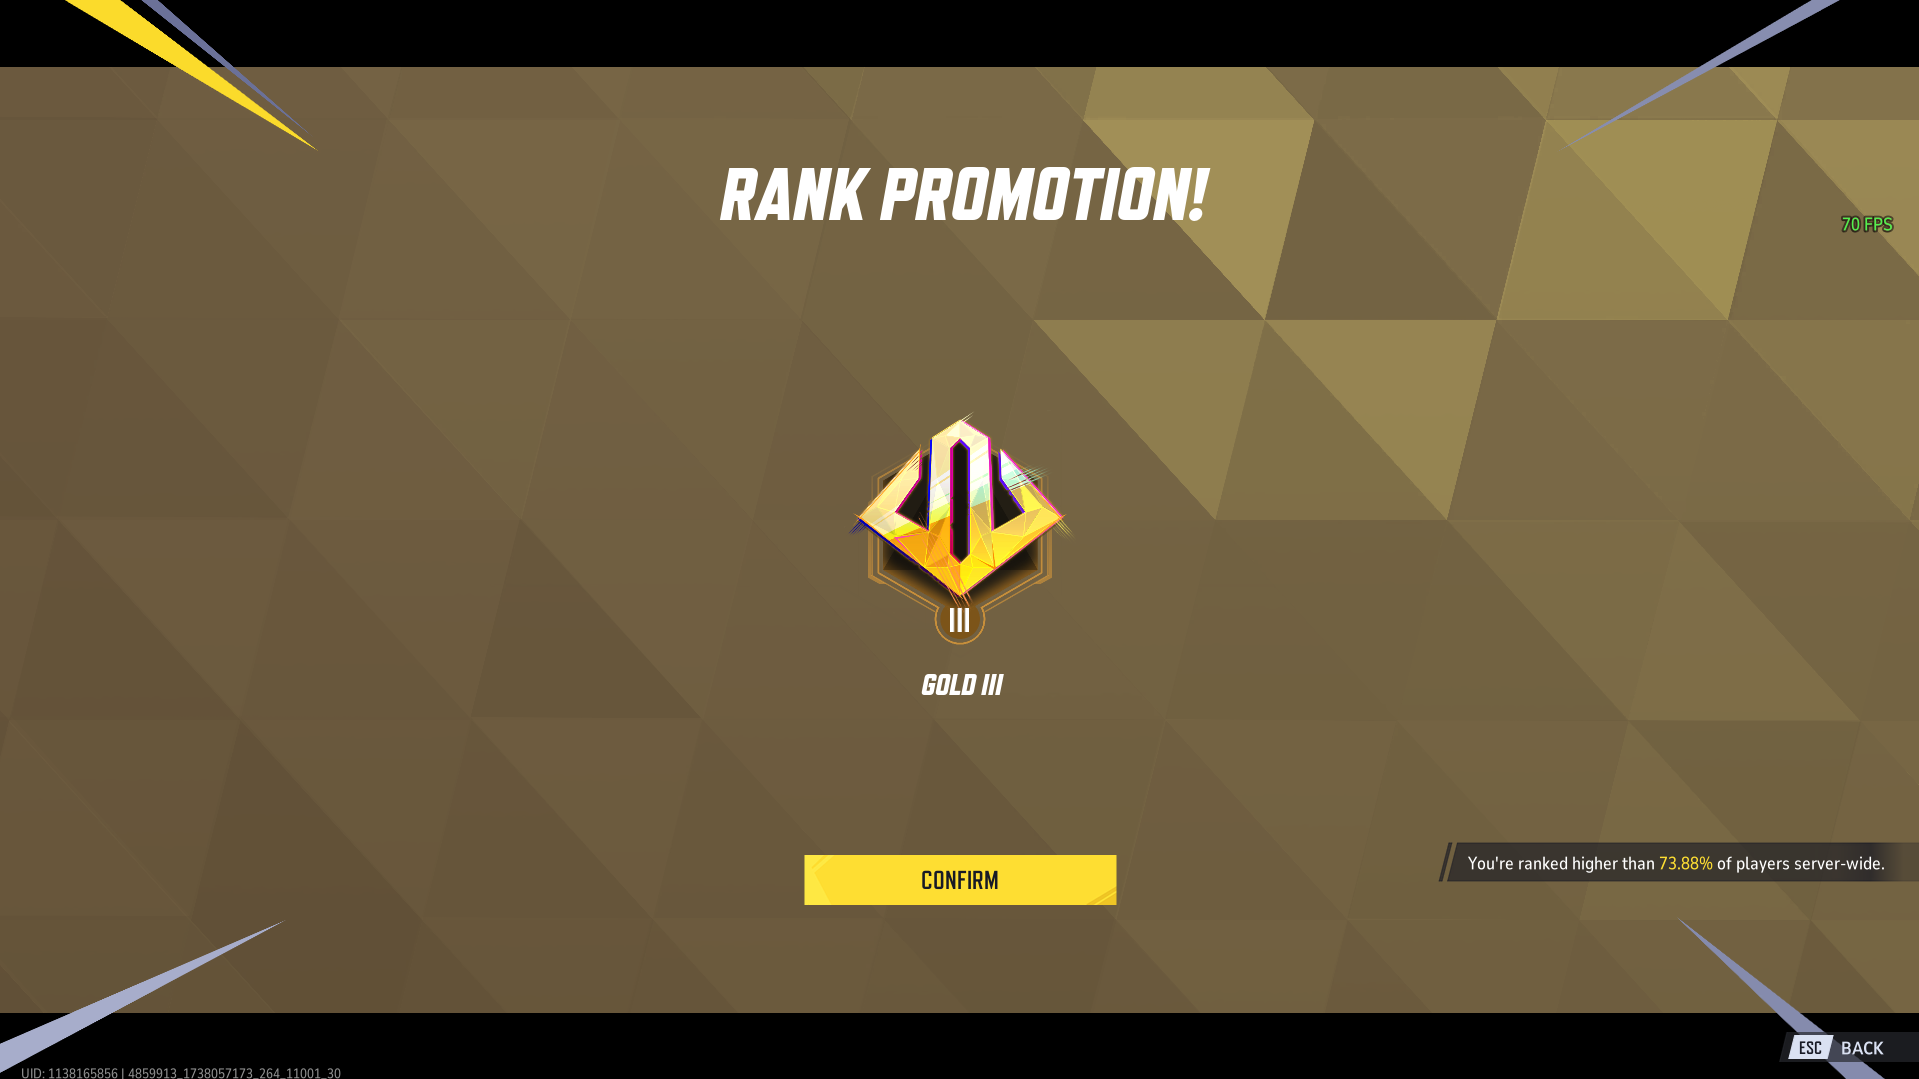 RANK PROMOTION!
70 FPS
III
GOLD III
You're ranked higher than 73.88% of players server-wide.
CONFIRM
ESC BACK
UID: 1138165856 | 4859913_1738057173_264_11001_30